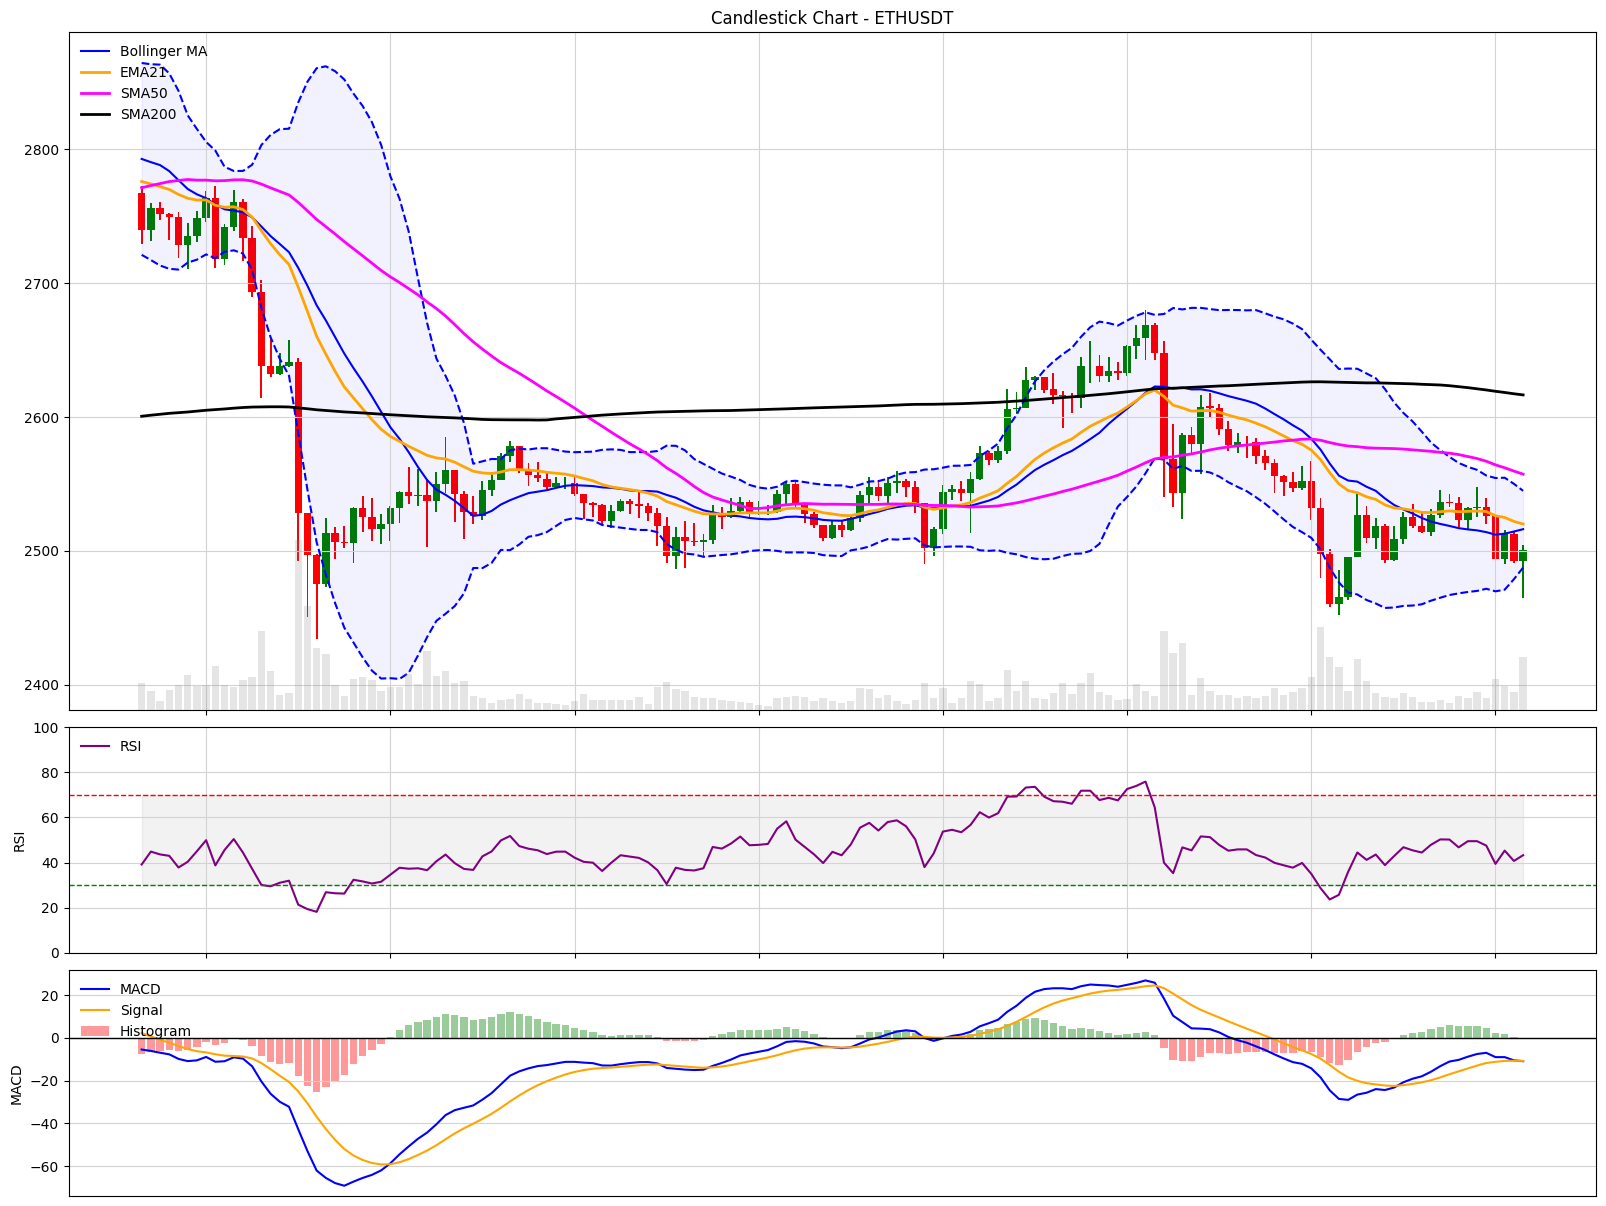 Candlestick Chart - ETHUSDT
Bollinger MA
EMA21
SMA50
SMA200
2800
2700
2600
2500
2400
100
RSI
80
60
RSI
40
20
0
MACD
20
Signal
Histogram
0
−20
MACD
−40
−60